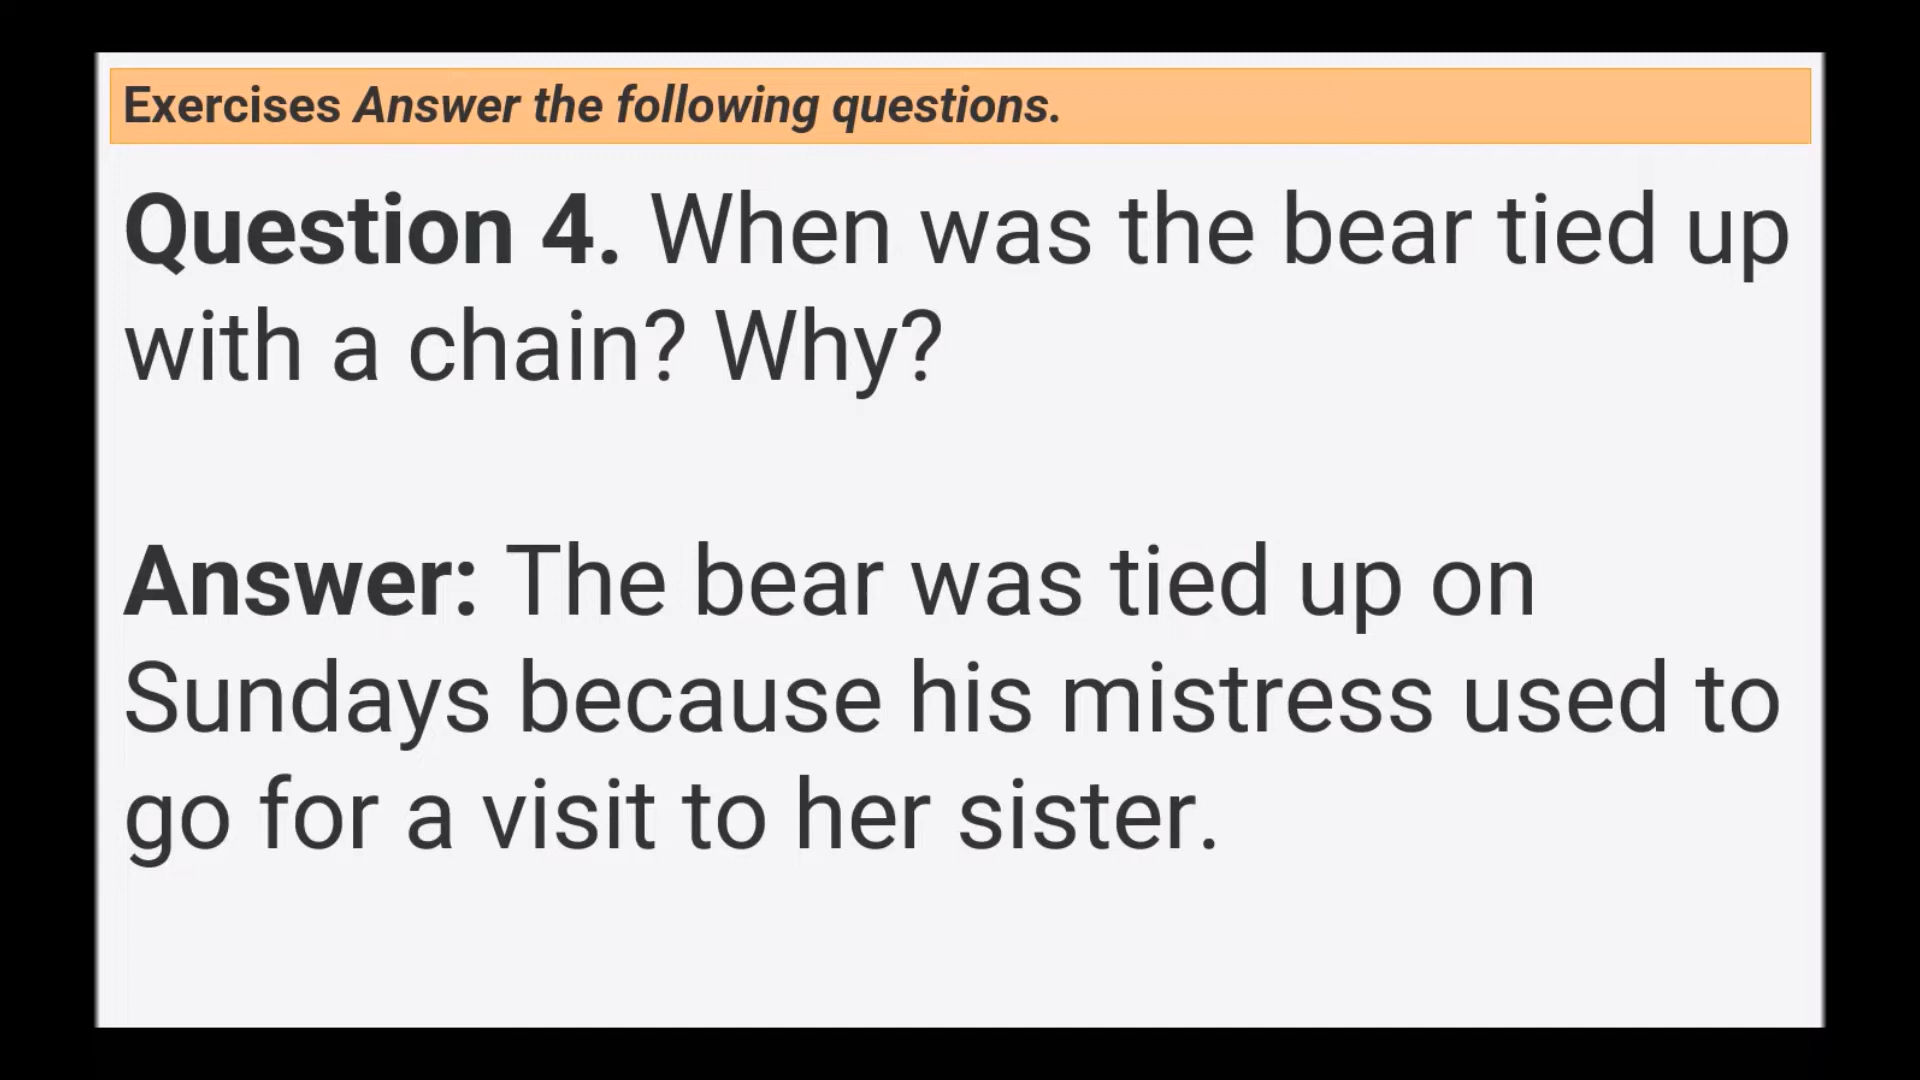 Exercises Answer the following questions.
Question 4. When was the bear tied up
with a chain? Why?
Answer: The bear was tied up on
Sundays because his mistress used to
go for a visit to her sister.